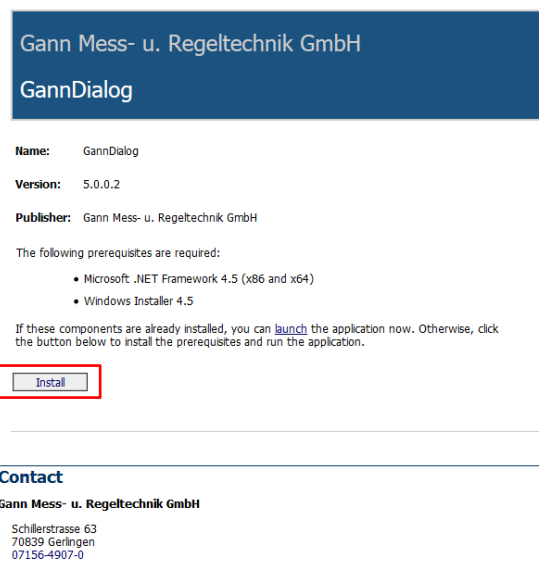 Gann Mess- u. Regeltechnik GmbH
GannDialog
Name: GannDialog
Version: 5.0.0.2
Publisher: Gann Mess- u. Regeltechnik GmbH
The following prerequisites are required:
• Microsoft .NET Framework 4.5 (x86 and x64)
• Windows Installer 4.5
If these components are already installed, you can launch the application now. Otherwise, click
the button below to install the prerequisites and run the application.
Install
Contact
Gann Mess- u. Regeltechnik GmbH
Schillerstrasse 63
70839 Gerlingen
07156-4907-0